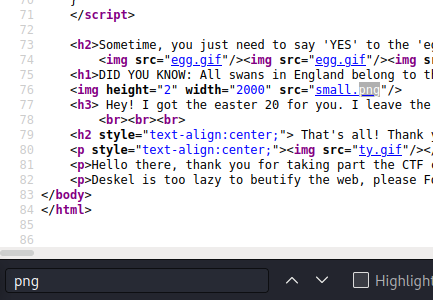 70 }
71 </script>
72
73 <h2>Sometime, you just need to say 'YES' to the 'eg
74 <img src="egg.gif"/><img src="egg.gif"/><img s
75 <h1>DID YOU KNOW: All swans in England belong to th
76 <img height="2" width="2000" src="small.png"/>
77 <h3> Hey! I got the easter 20 for you. I leave the
78 <br><br><br>
79 <h2 style="text-align:center;"> That's all! Thank y
80 <p style="text-align:center;"><img src="ty.gif"/></
81 <p>Hello there, thank you for taking part the CTF
82 <p>Deskel is too lazy to beutify the web, please Fo
83 </body>
84 </html>
85
86
png
Highlight